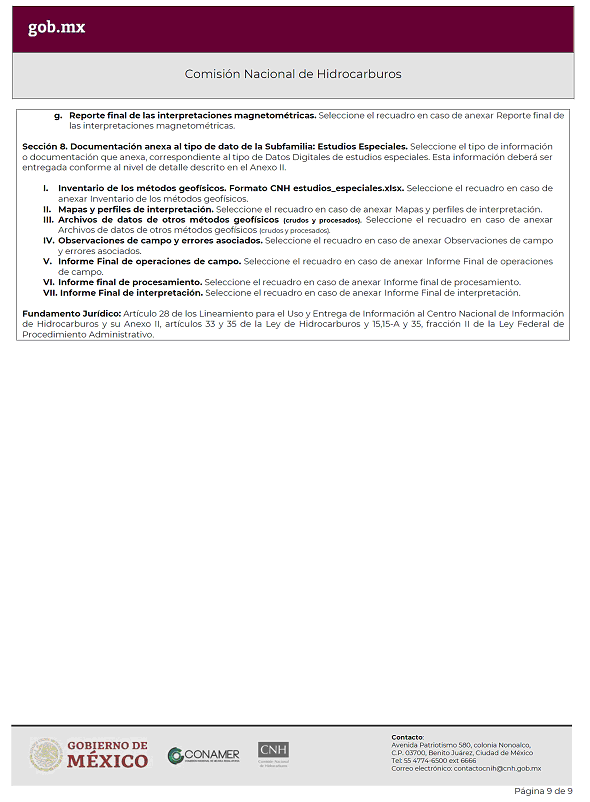 gob.mx
Comisión Nacional de Hidrocarburos
g. Reporte final de las interpretaciones magnetométricas. Seleccione el recuadro en caso de anexar Reporte final de
las interpretaciones magnetométricas.
Sección 8. Documentación anexa al tipo de dato de la Subfamilia: Estudios Especiales. Seleccione el tipo de información
o documentación que anexa, correspondiente al tipo de Datos Digitales de estudios especiales. Esta información deberá ser
entregada conforme al nivel de detalle descrito en el Anexo II.
I. Inventario de los métodos geofísicos. Formato CNH estudios_especiales.xlsx. Seleccione el recuadro en caso de
anexar Inventario de los métodos geofísicos.
II. Mapas y perfiles de interpretación. Seleccione el recuadro en caso de anexar Mapas y perfiles de interpretación.
III. Archivos de datos de otros métodos geofísicos (crudos y procesados). Seleccione el recuadro en caso de anexar
Archivos de datos de otros métodos geofísicos (crudos y procesados).
IV. Observaciones de campo y errores asociados. Seleccione el recuadro en caso de anexar Observaciones de campo
y errores asociados.
V. Informe Final de operaciones de campo. Seleccione el recuadro en caso de anexar Informe Final de operaciones
de campo.
VI. Informe final de procesamiento. Seleccione el recuadro en caso de anexar Informe final de procesamiento.
VII. Informe Final de interpretación. Seleccione el recuadro en caso de anexar Informe Final de interpretación.
Fundamento Jurídico: Artículo 28 de los Lineamiento para el Uso y Entrega de Información al Centro Nacional de Información
de Hidrocarburos y su Anexo II, artículos 33 y 35 de la Ley de Hidrocarburos y 15,15-A y 35, fracción II de la Ley Federal de
Procedimiento Administrativo.
GOBIERNO DE
MÉXICO
CONAMER
CNH
Comisión Nacional
de Hidrocarburos
Contacto:
Avenida Patriotismo 580, colonia Nonoalco,
C.P. 03700, Benito Juárez, Ciudad de México
Tel: 55 4774-6500 ext 6666
Correo electrónico: contactocnih@cnh.gob.mx
Página 9 de 9